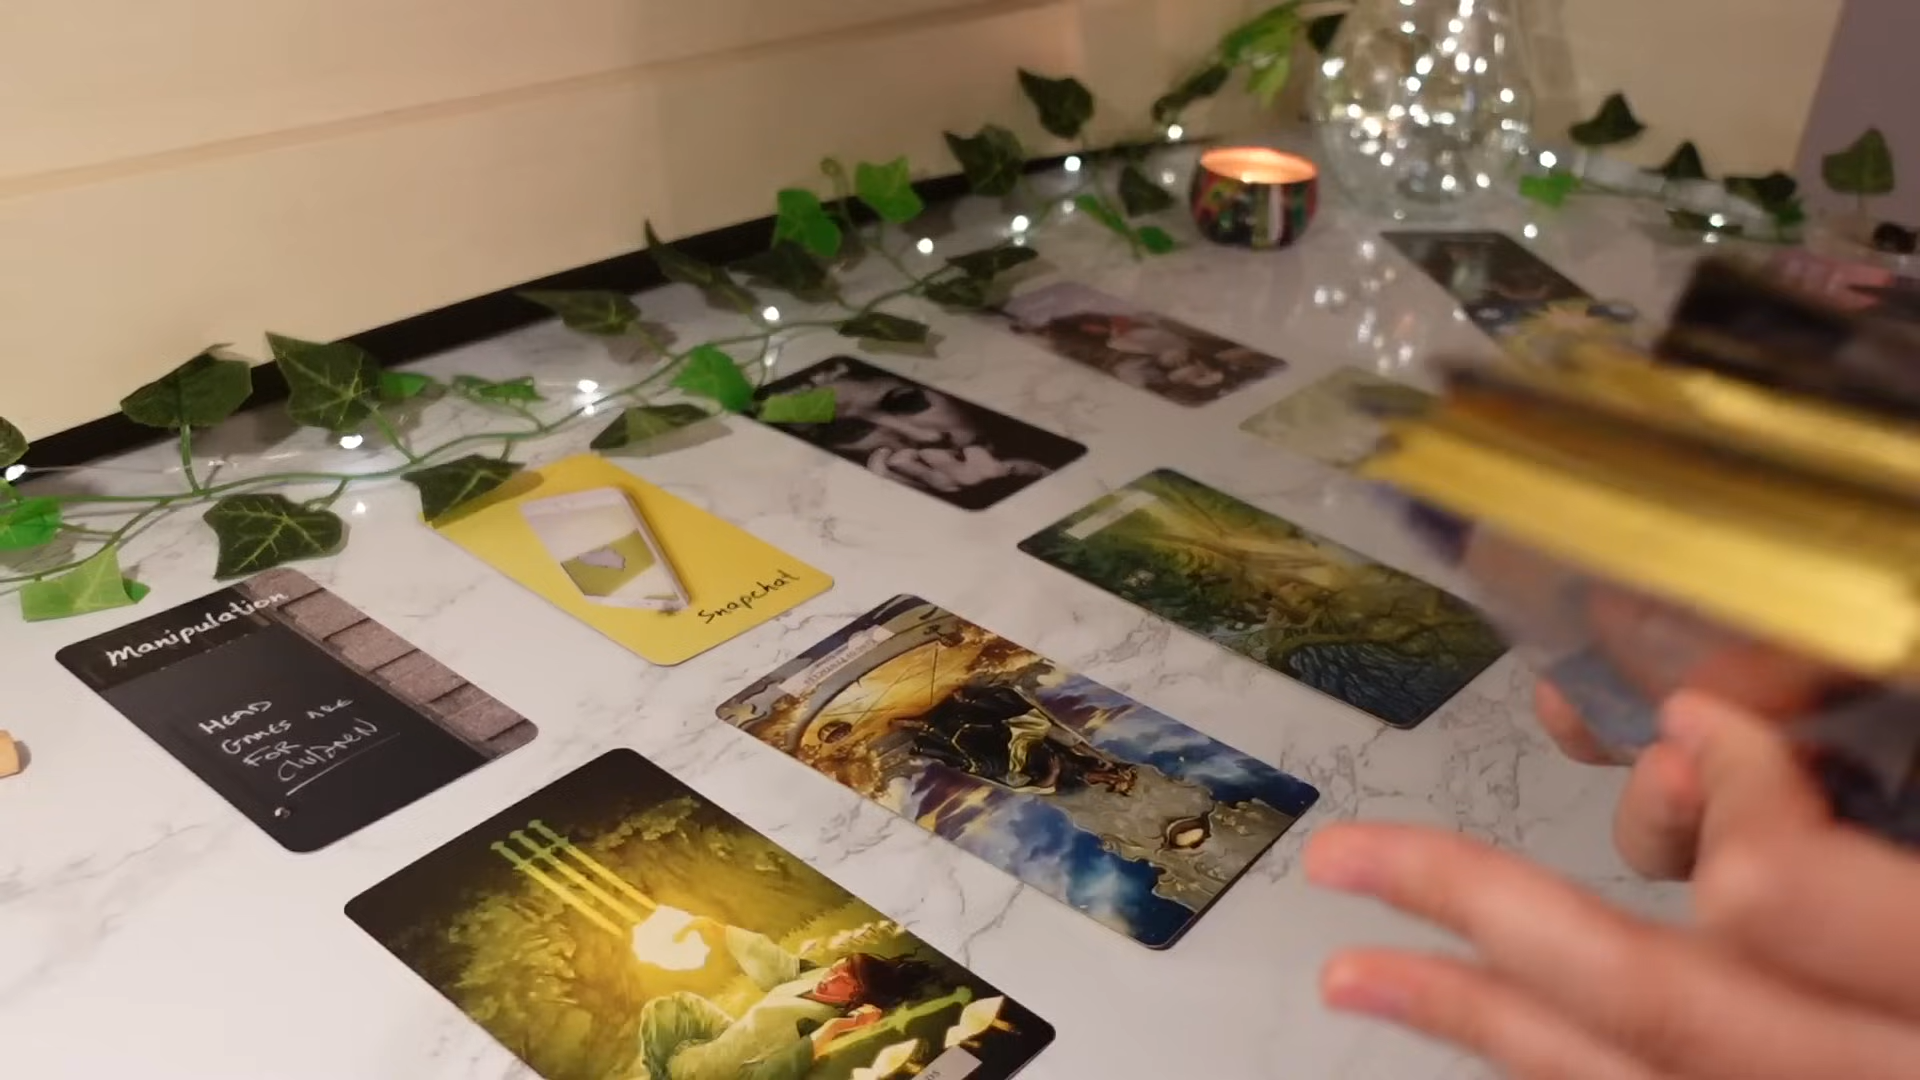 Manipulation
HEAD
GAMES ARE
FOR
CHILDREN
Snapchat